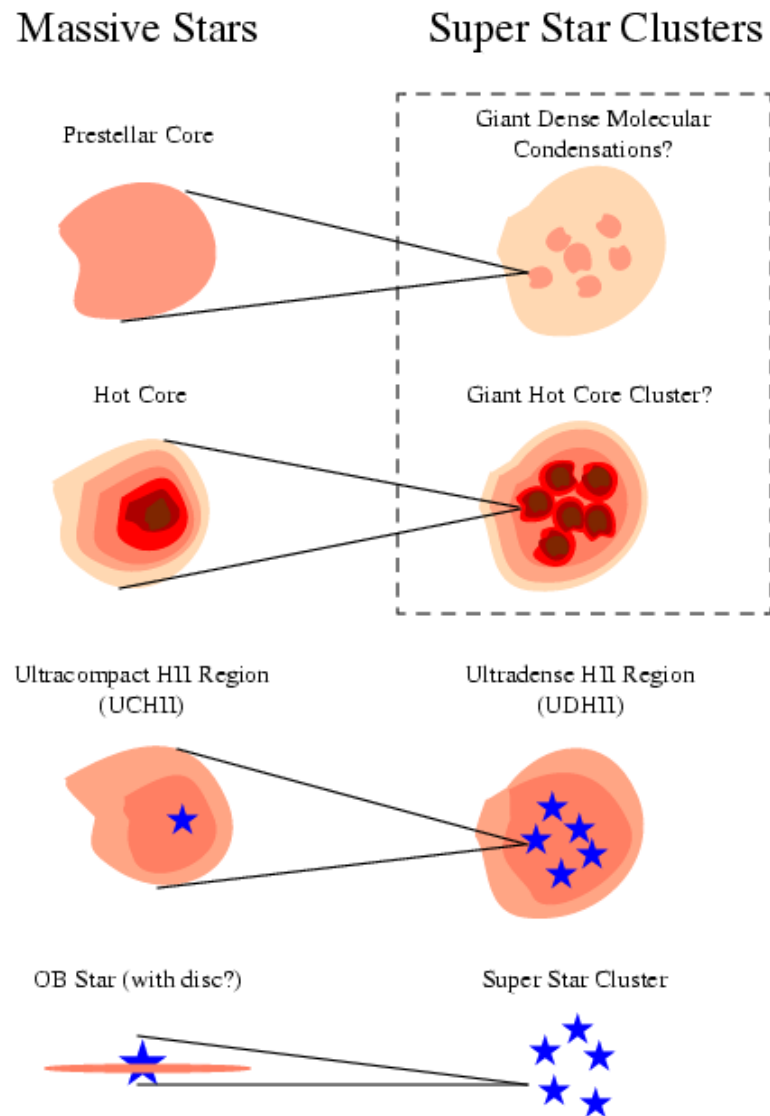 Massive Stars
Super Star Clusters
Prestellar Core
Giant Dense Molecular
Condensations?
Hot Core
Giant Hot Core Cluster?
Ultracompact H11 Region
(UCH11)
Ultradense H11 Region
(UDH11)
OB Star (with disc?)
Super Star Cluster